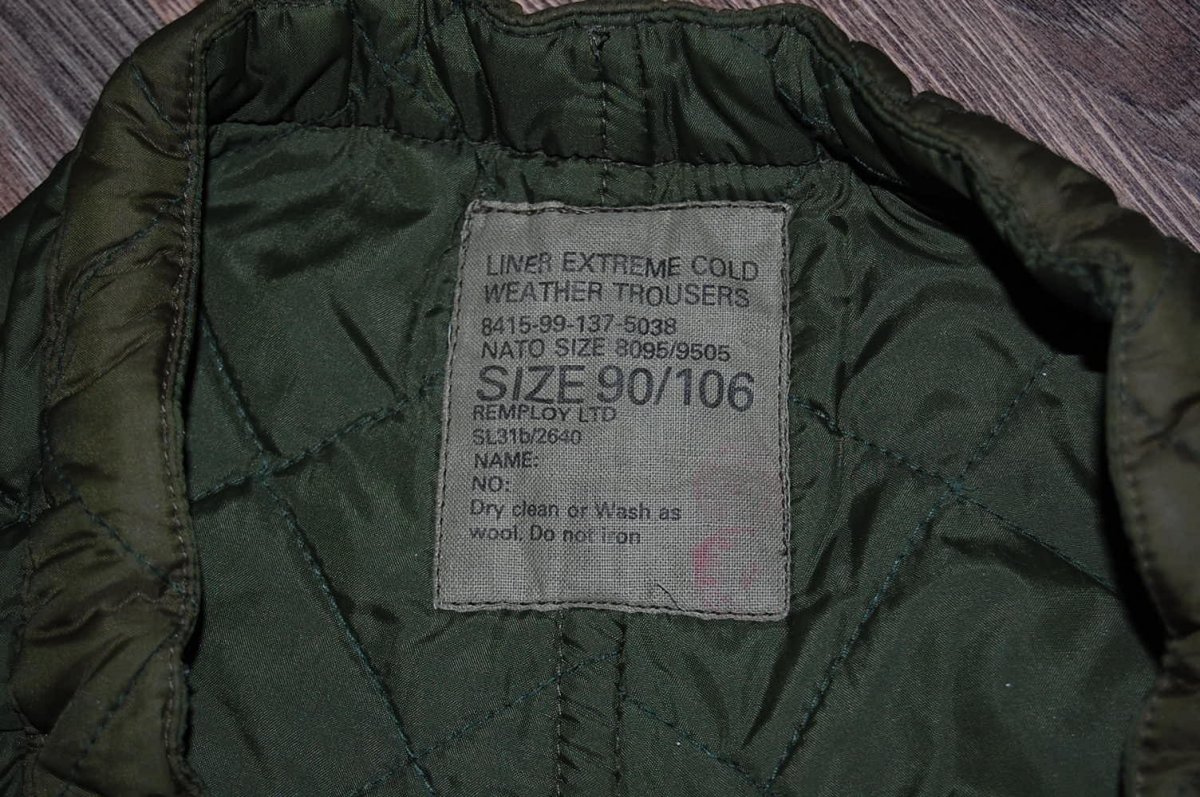 LINER EXTREME COLD
WEATHER TROUSERS
8415-99-137-5038
NATO SIZE 8095/9505
SIZE 90/106
REMPLOY LTD
SL31b/2640
NAME:
NO:
Dry clean or Wash as
wool. Do not iron